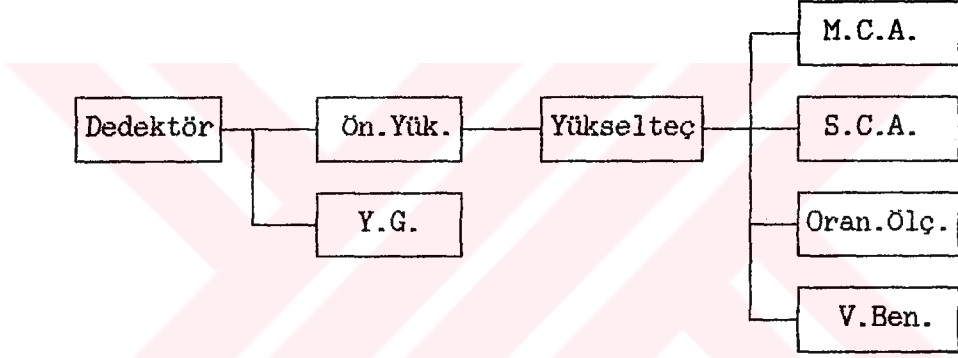 M.C.A.
Dedektör Ön.Yük. Yükselteç S.C.A.
Y.G. Oran.Ölç.
V.Ben.